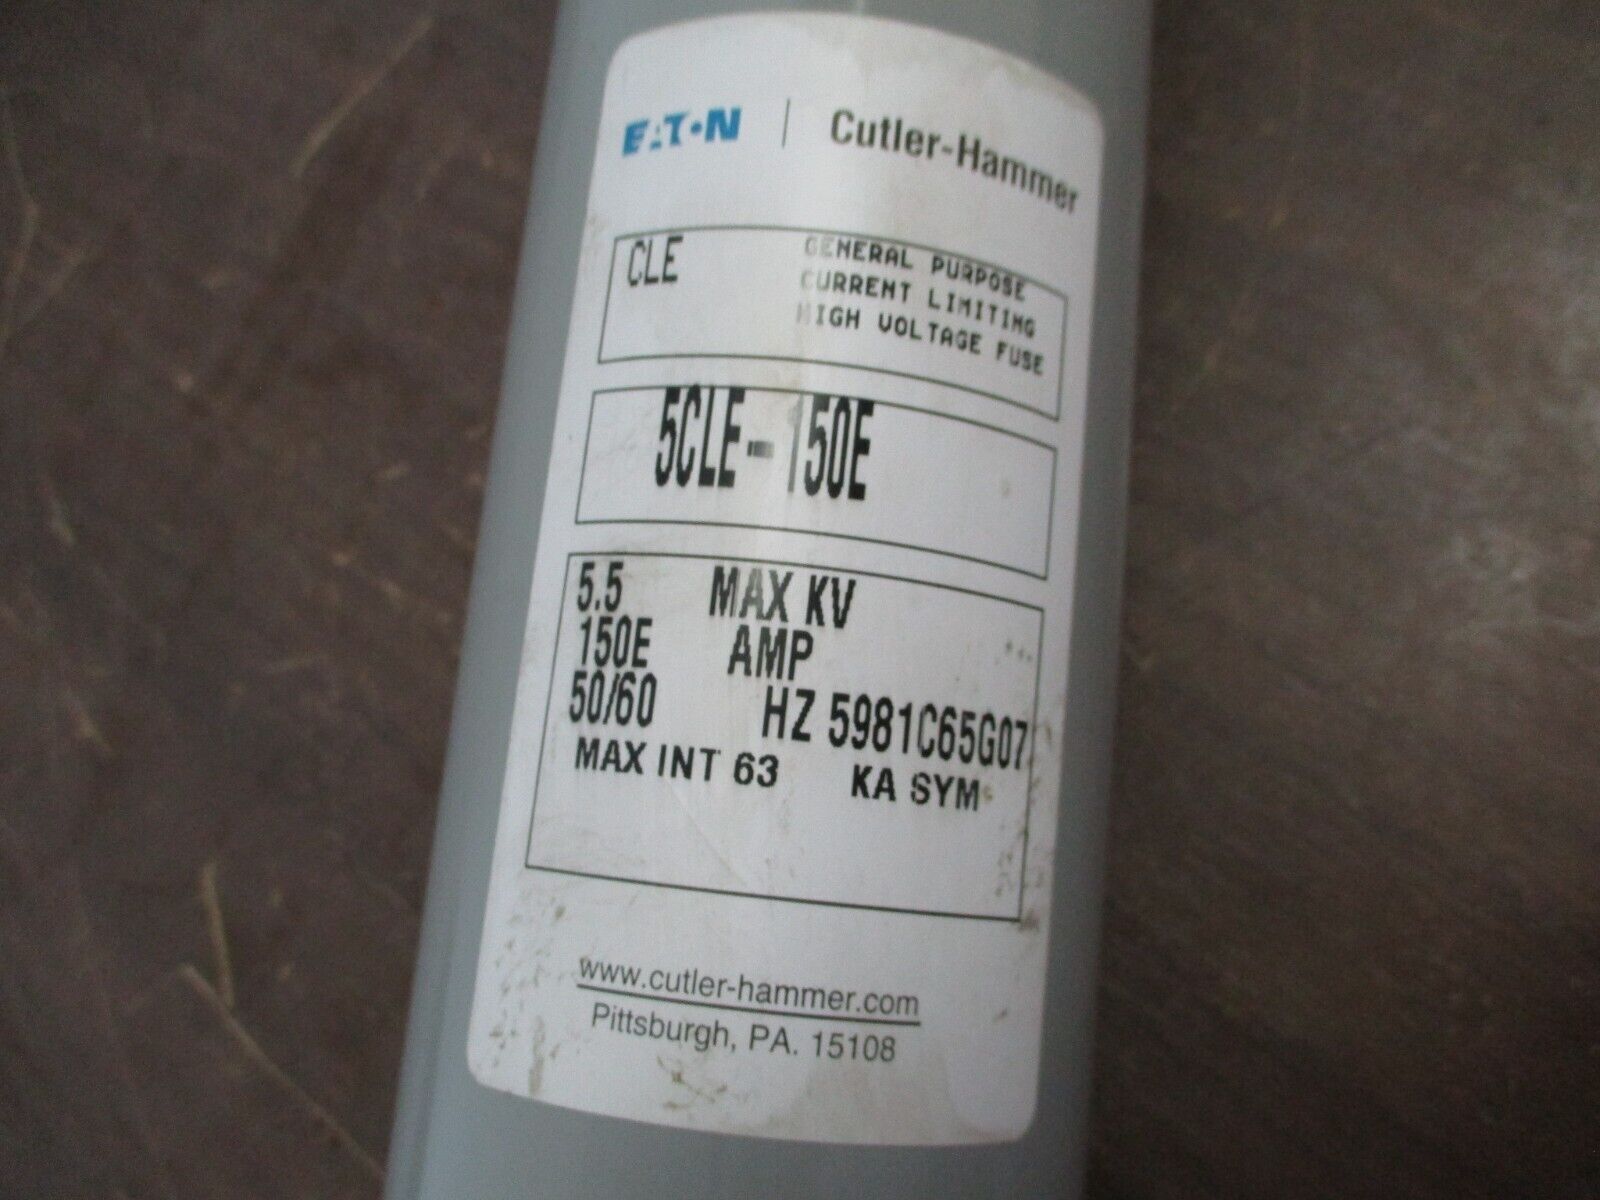 EAT•N | Cutler-Hammer
CLE
GENERAL PURPOSE
CURRENT LIMITING
HIGH VOLTAGE FUSE
5CLE-150E
5.5 MAX KV
150E AMP
50/60 HZ 5981C65G07
MAX INT 63 KA SYM
www.cutler-hammer.com
Pittsburgh, PA. 15108